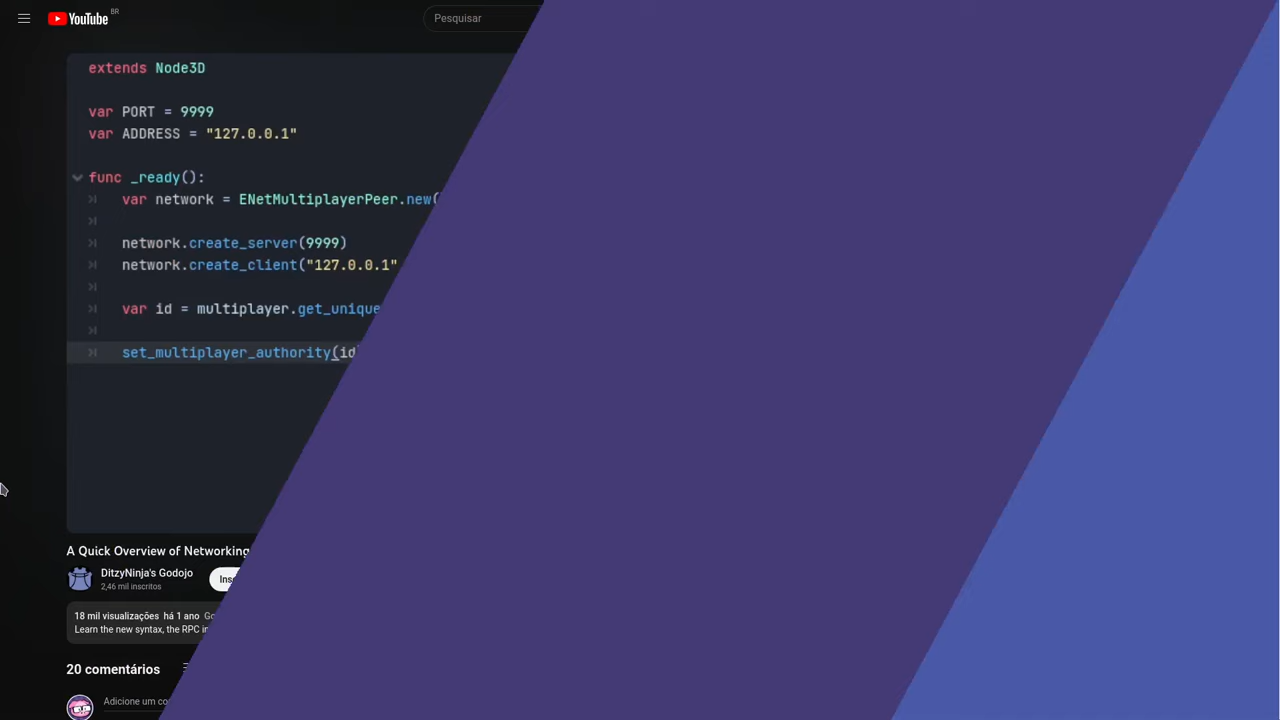 YouTube BR
Pesquisar
extends Node3D
var PORT = 9999
var ADDRESS = "127.0.0.1"
func _ready():
var network = ENetMultiplayerPeer.new(
network.create_server(9999)
network.create_client("127.0.0.1"
var id = multiplayer.get_unique
set_multiplayer_authority(id
A Quick Overview of Networking
DitzyNinja's Godojo
2,46 mil inscritos
Ins
18 mil visualizações há 1 ano Go
Learn the new syntax, the RPC in
20 comentários
Adicione um co